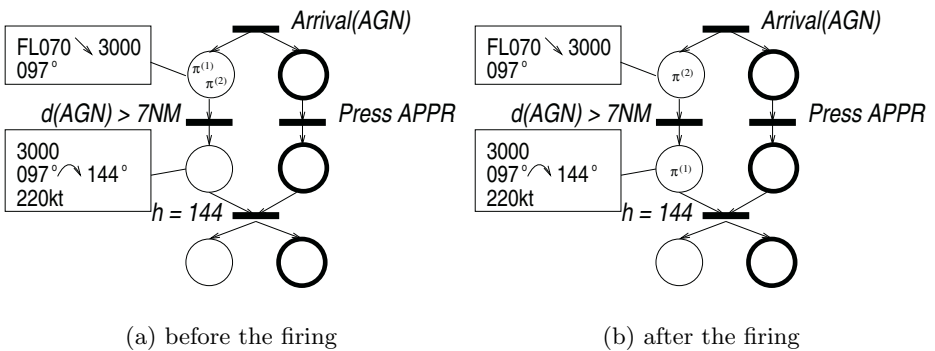 Arrival(AGN)
FL070 ↘ 3000
097°
π(1)
π(2)
d(AGN) > 7NM
Press APPR
3000
097° ↷ 144°
220kt
h = 144
(a) before the firing
Arrival(AGN)
FL070 ↘ 3000
097°
π(2)
d(AGN) > 7NM
Press APPR
3000
097° ↷ 144°
220kt
π(1)
h = 144
(b) after the firing